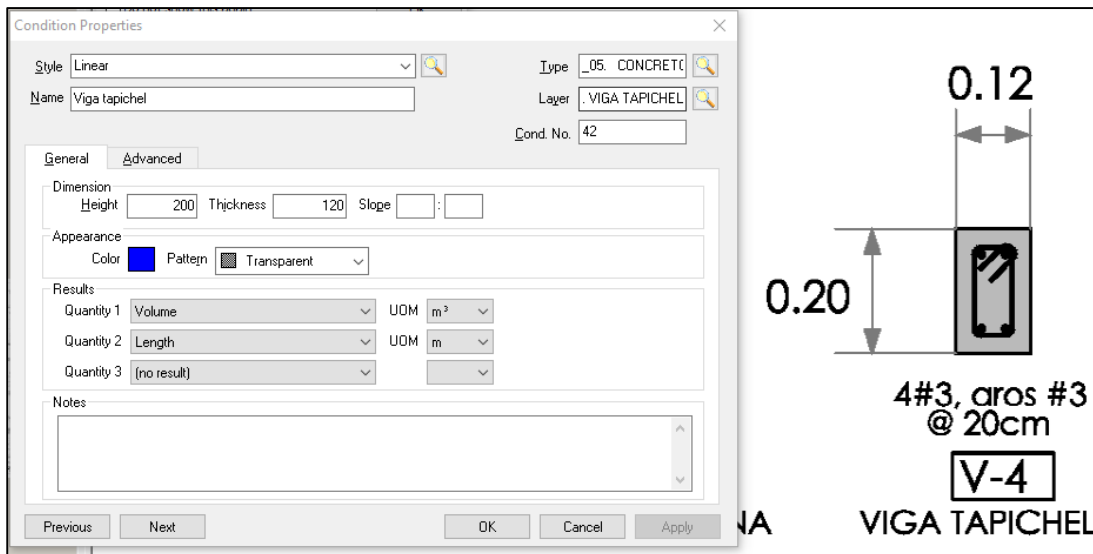 Condition Properties
Style Linear
Type _05. CONCRETO
Name Viga tapichel
Layer . VIGA TAPICHEL
Cond. No. 42
General Advanced
Dimension
Height 200 Thickness 120 Slope :
Appearance
Color Pattern Transparent
Results
Quantity 1 Volume UOM m³
Quantity 2 Length UOM m
Quantity 3 (no result)
Notes
Previous Next OK Cancel Apply
0.12
0.20
4#3, aros #3
@ 20cm
V-4
NA VIGA TAPICHEL